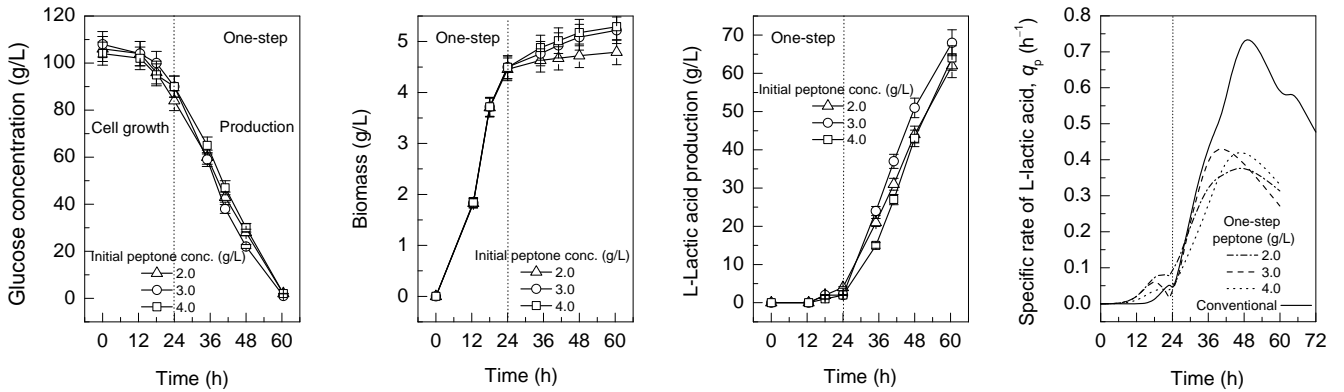 Glucose concentration (g/L)
120
100
80
60
40
20
0
One-step
Cell growth
Production
Initial peptone conc. (g/L)
2.0
3.0
4.0
0 12 24 36 48 60
Time (h)
Biomass (g/L)
5
4
3
2
1
0
One-step
Initial peptone conc. (g/L)
2.0
3.0
4.0
0 12 24 36 48 60
Time (h)
L-Lactic acid production (g/L)
70
60
50
40
30
20
10
0
One-step
Initial peptone conc. (g/L)
2.0
3.0
4.0
0 12 24 36 48 60
Time (h)
Specific rate of L-lactic acid, qp (h⁻¹)
0.8
0.7
0.6
0.5
0.4
0.3
0.2
0.1
0.0
One-step
peptone (g/L)
2.0
3.0
4.0
Conventional
0 12 24 36 48 60 72
Time (h)